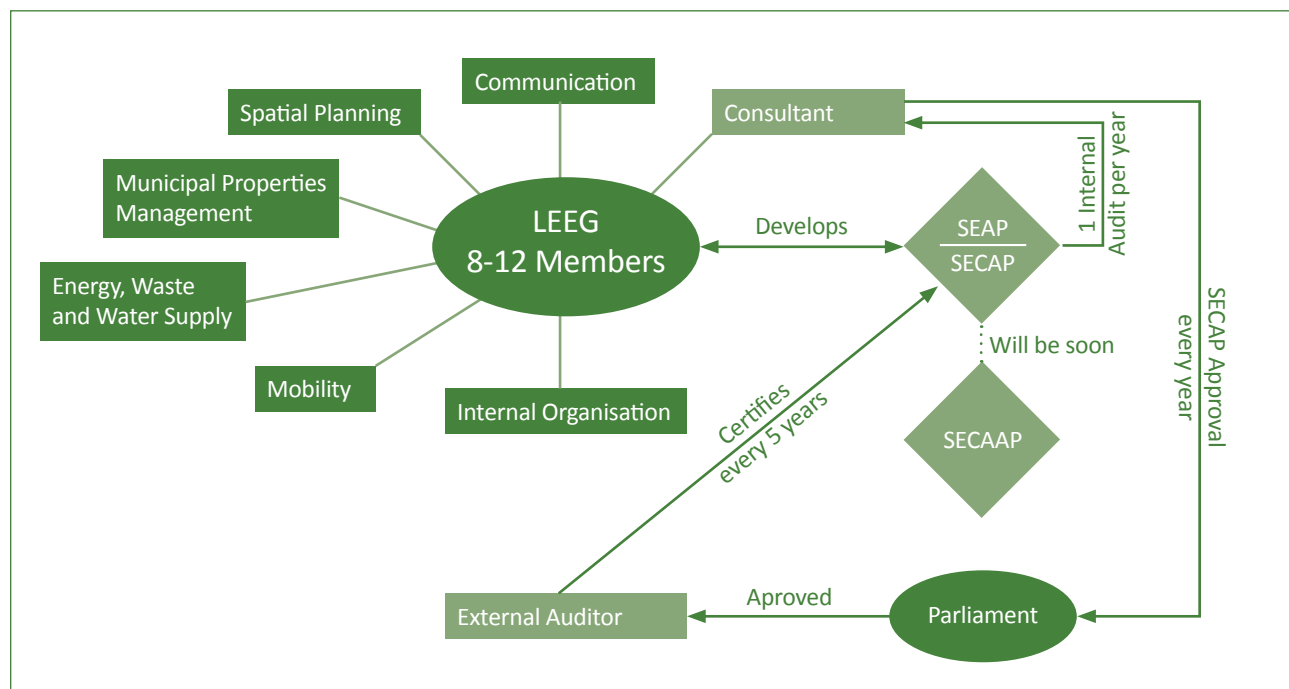 Communication
Spatial Planning
Consultant
Municipal Properties
Management
LEEG
8-12 Members
Develops
SEAP
SECAP
1 Internal
Audit per year
Energy, Waste
and Water Supply
Will be soon
SECAP Approval
every year
Mobility
Internal Organisation
Certifies
every 5 years
SECAAP
External Auditor
Aproved
Parliament